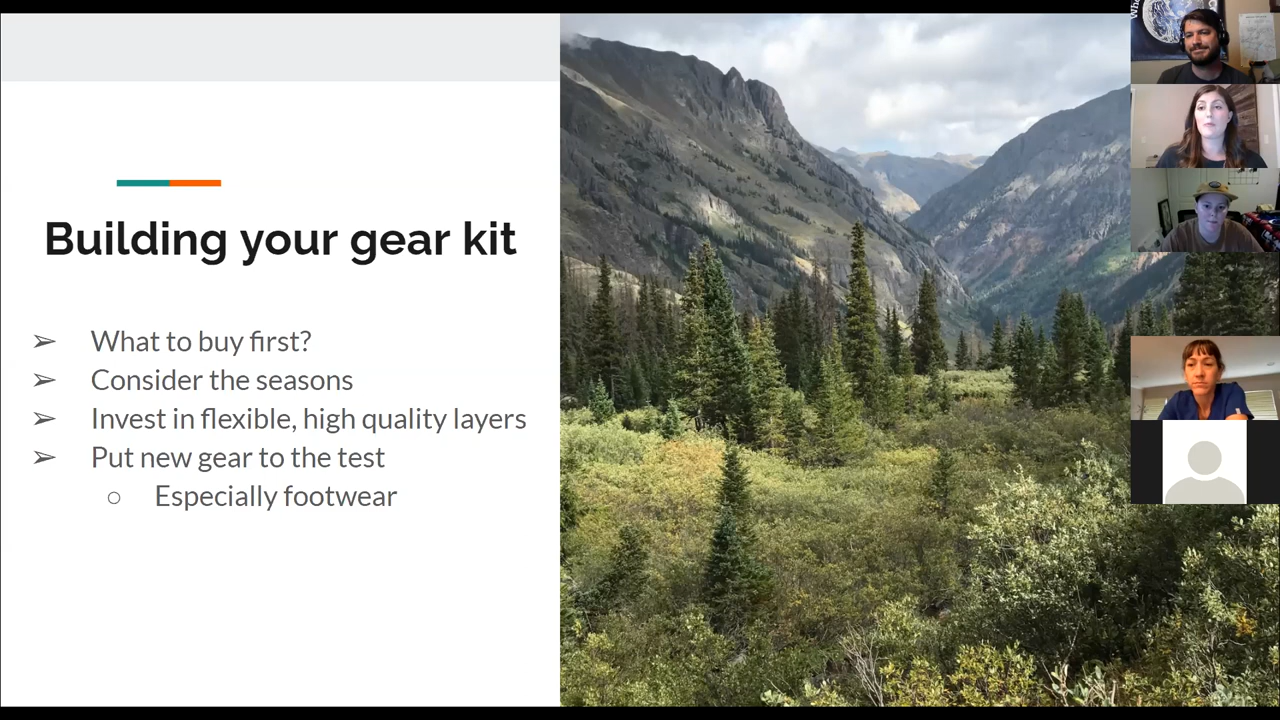 Building your gear kit
➢ What to buy first?
➢ Consider the seasons
➢ Invest in flexible, high quality layers
➢ Put new gear to the test
○ Especially footwear